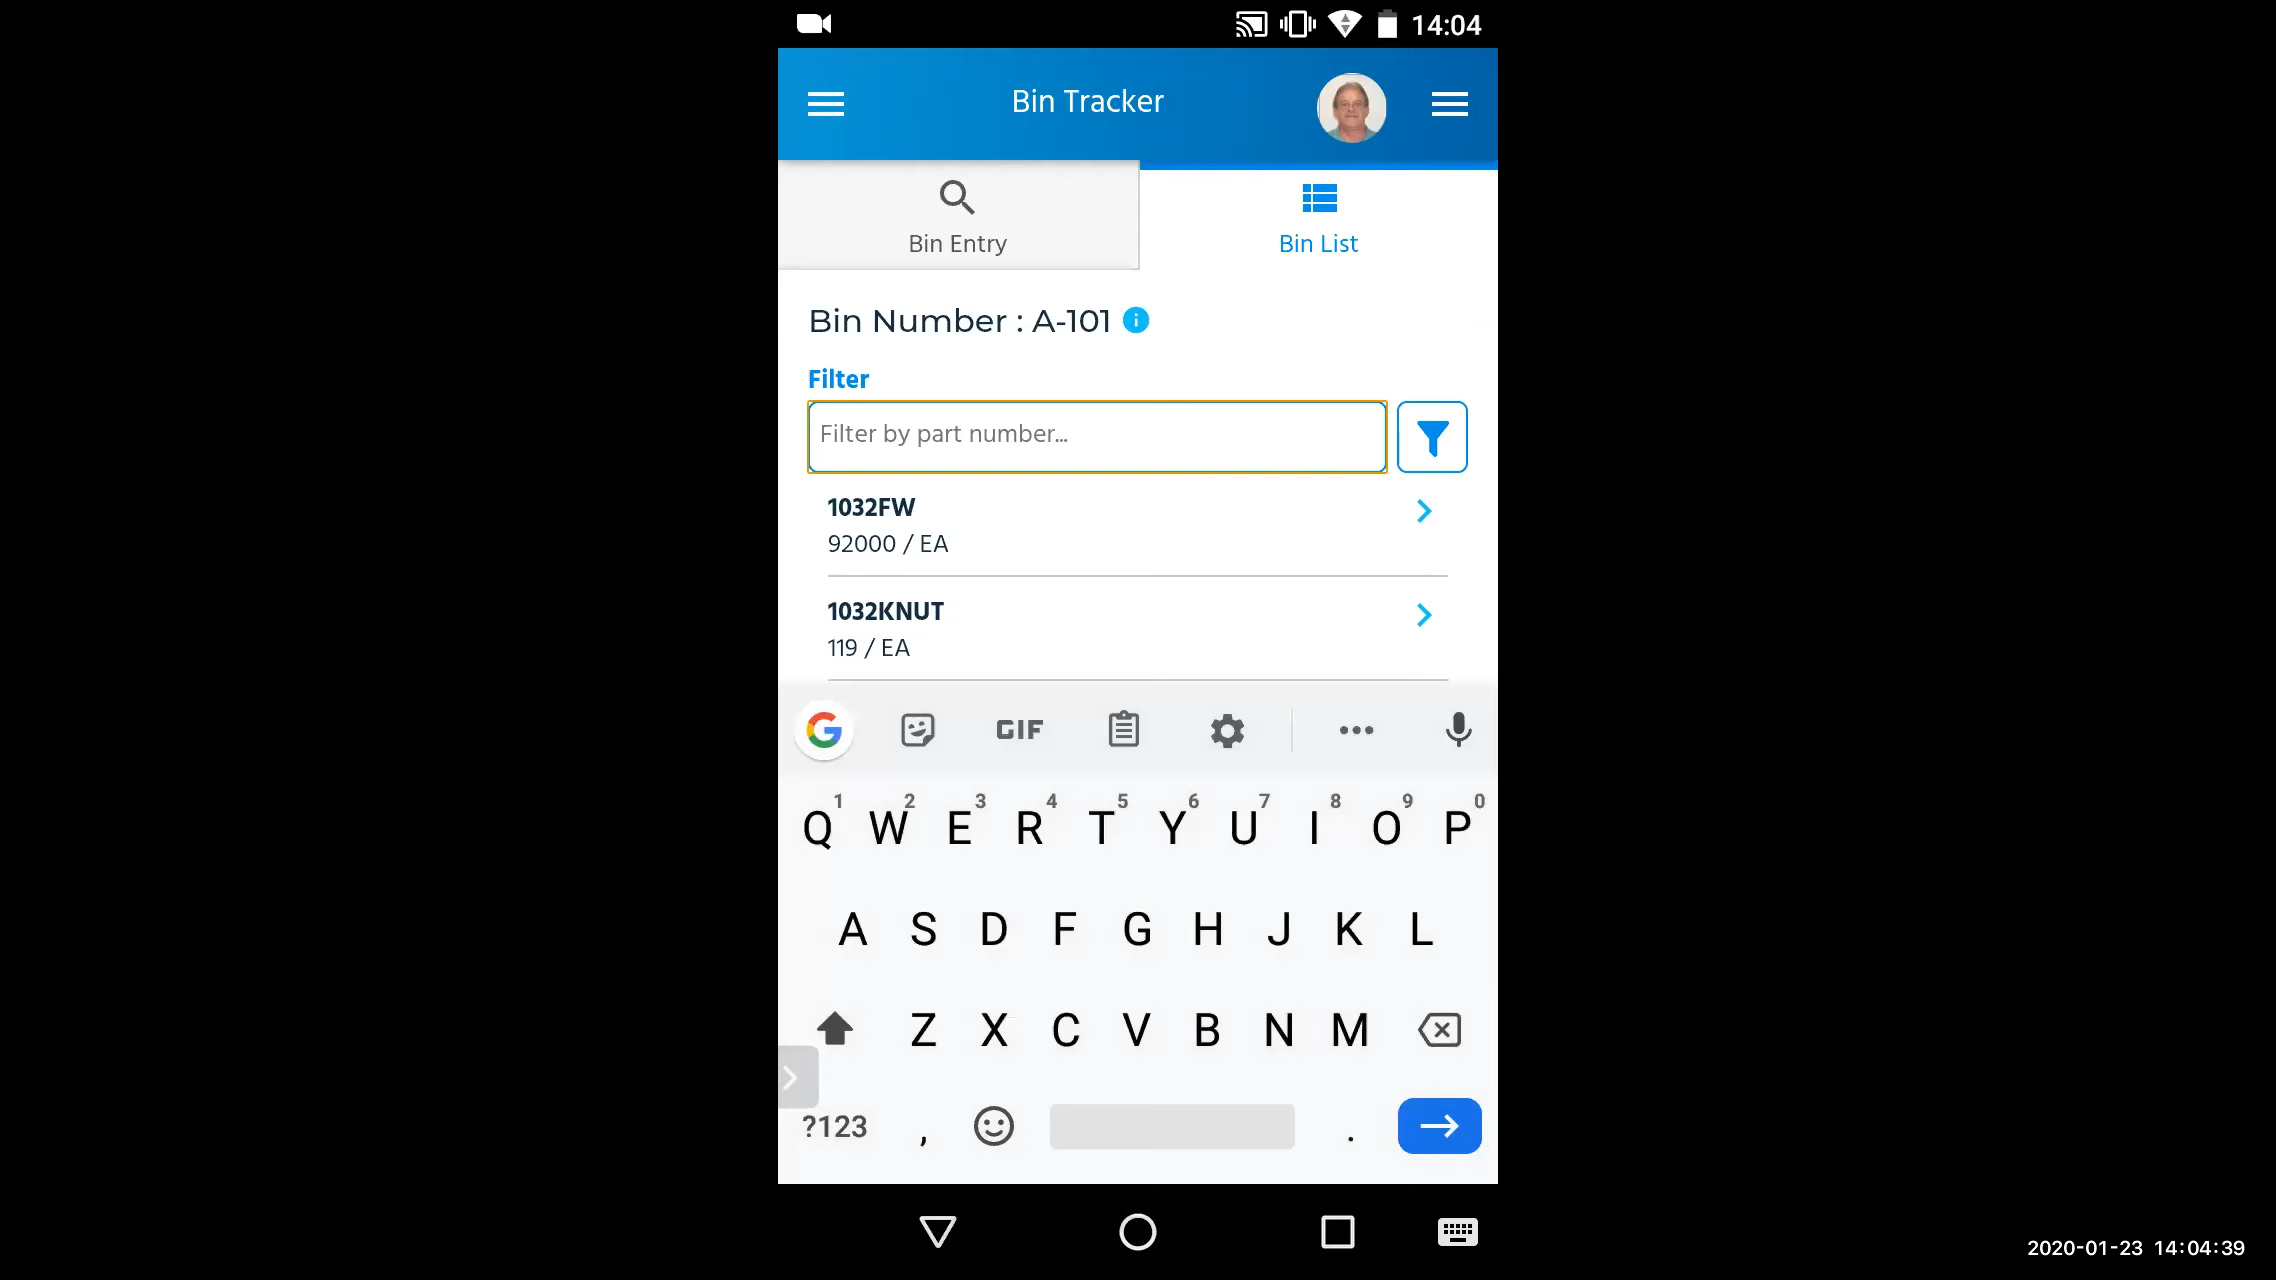 14:04
Bin Tracker
Bin Entry
Bin List
Bin Number : A-101
Filter
Filter by part number...
1032FW
92000 / EA
1032KNUT
119 / EA
GIF
1 2 3 4 5 6 7 8 9 0
Q W E R T Y U I O P
A S D F G H J K L
Z X C V B N M
?123 , .
2020-01-23 14:04:39